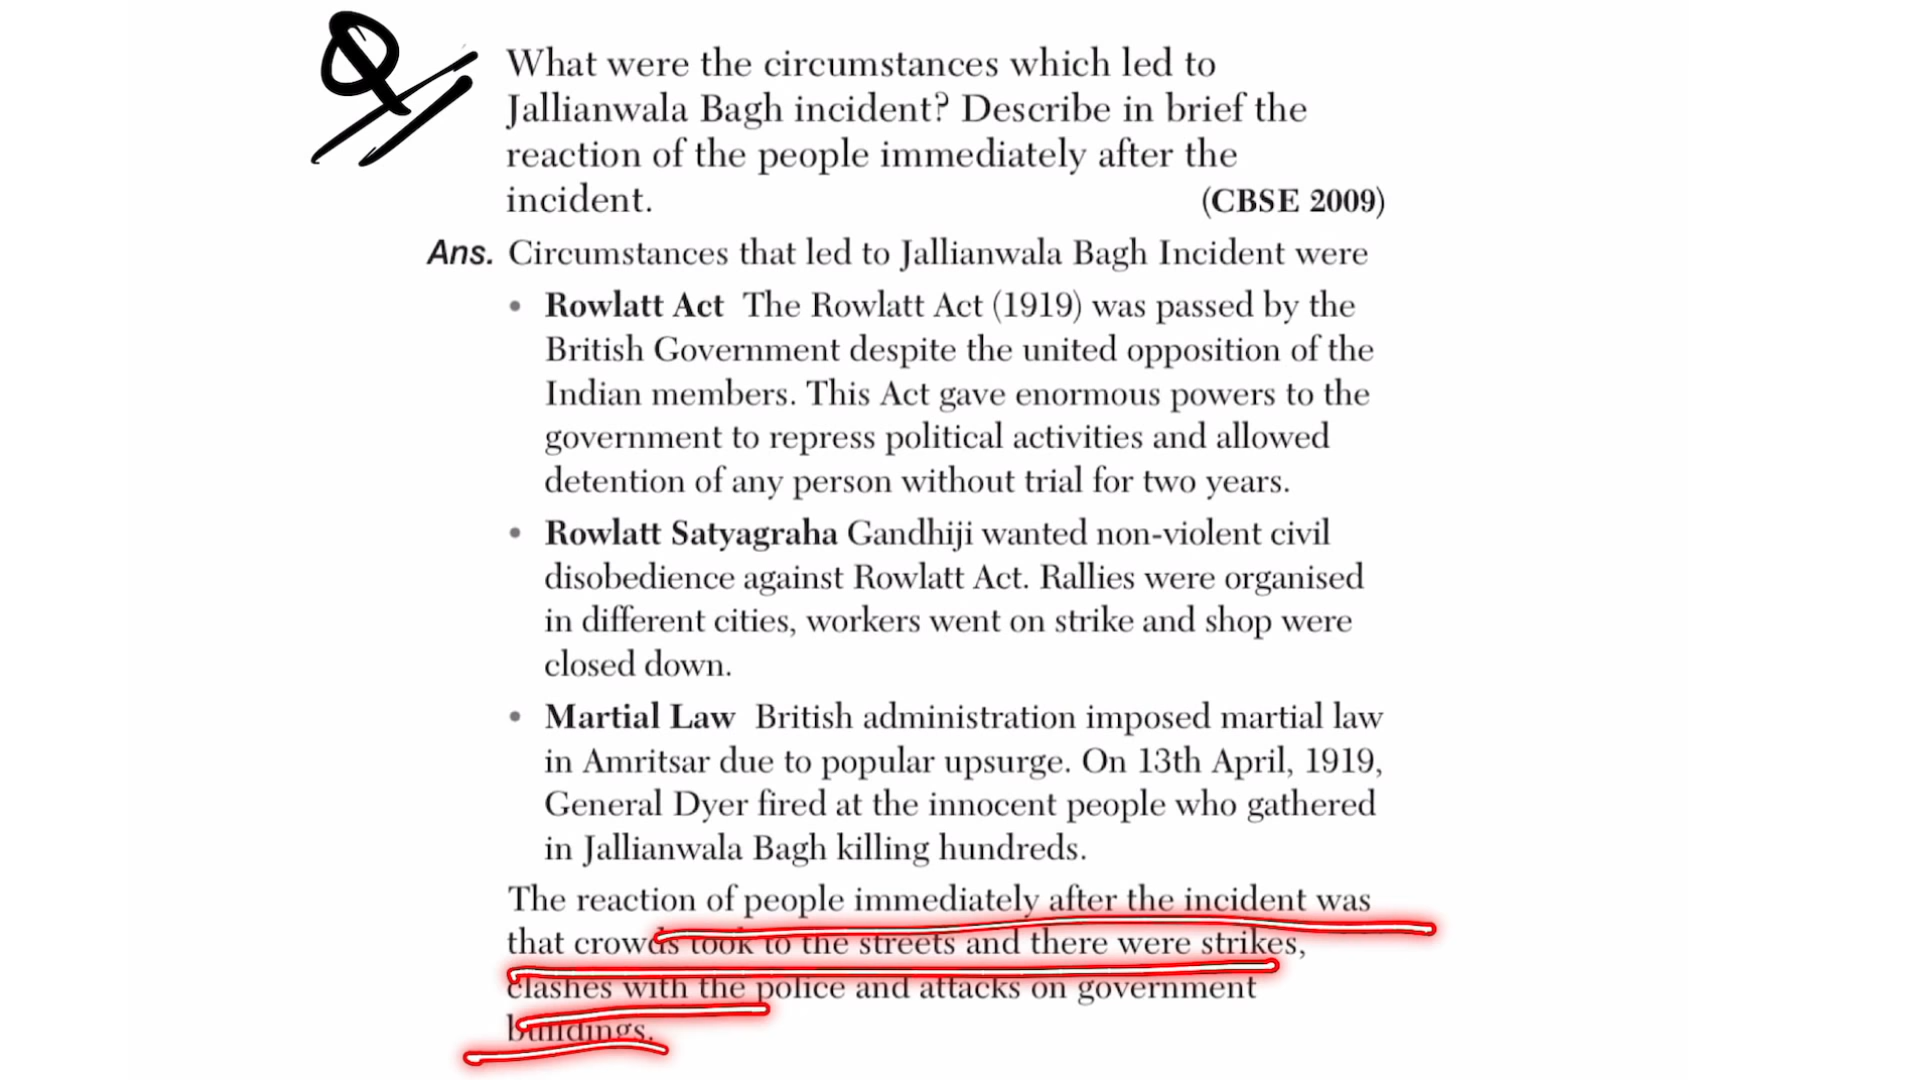 Q
What were the circumstances which led to
Jallianwala Bagh incident? Describe in brief the
reaction of the people immediately after the
incident. (CBSE 2009)
Ans. Circumstances that led to Jallianwala Bagh Incident were
• Rowlatt Act The Rowlatt Act (1919) was passed by the
British Government despite the united opposition of the
Indian members. This Act gave enormous powers to the
government to repress political activities and allowed
detention of any person without trial for two years.
• Rowlatt Satyagraha Gandhiji wanted non-violent civil
disobedience against Rowlatt Act. Rallies were organised
in different cities, workers went on strike and shop were
closed down.
• Martial Law British administration imposed martial law
in Amritsar due to popular upsurge. On 13th April, 1919,
General Dyer fired at the innocent people who gathered
in Jallianwala Bagh killing hundreds.
The reaction of people immediately after the incident was
that crowds took to the streets and there were strikes,
clashes with the police and attacks on government
buildings.